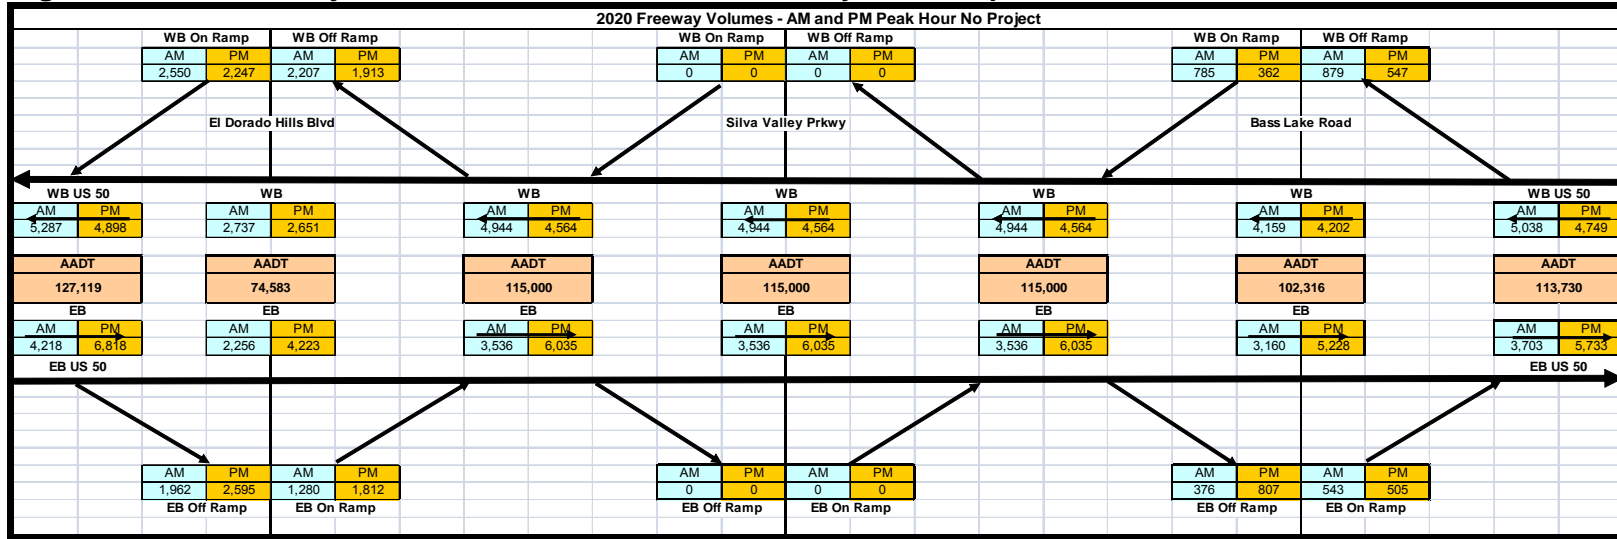 2020 Freeway Volumes - AM and PM Peak Hour No Project
WB On Ramp WB Off Ramp WB On Ramp WB Off Ramp WB On Ramp WB Off Ramp
AM PM AM PM AM PM AM PM AM PM AM PM
2,550 2,247 2,207 1,913 0 0 0 0 785 362 879 547
El Dorado Hills Blvd Silva Valley Prkwy Bass Lake Road
WB US 50 WB WB WB WB WB WB US 50
AM PM AM PM AM PM AM PM AM PM AM PM AM PM
5,287 4,898 2,737 2,651 4,944 4,564 4,944 4,564 4,944 4,564 4,159 4,202 5,038 4,749
AADT AADT AADT AADT AADT AADT AADT
127,119 74,583 115,000 115,000 115,000 102,316 113,730
EB EB EB EB EB EB
AM PM AM PM AM PM AM PM AM PM AM PM AM PM
4,218 6,818 2,256 4,223 3,536 6,035 3,536 6,035 3,536 6,035 3,160 5,228 3,703 5,733
EB US 50 EB US 50
AM PM AM PM AM PM AM PM AM PM AM PM
1,962 2,595 1,280 1,812 0 0 0 0 376 807 543 505
EB Off Ramp EB On Ramp EB Off Ramp EB On Ramp EB Off Ramp EB On Ramp